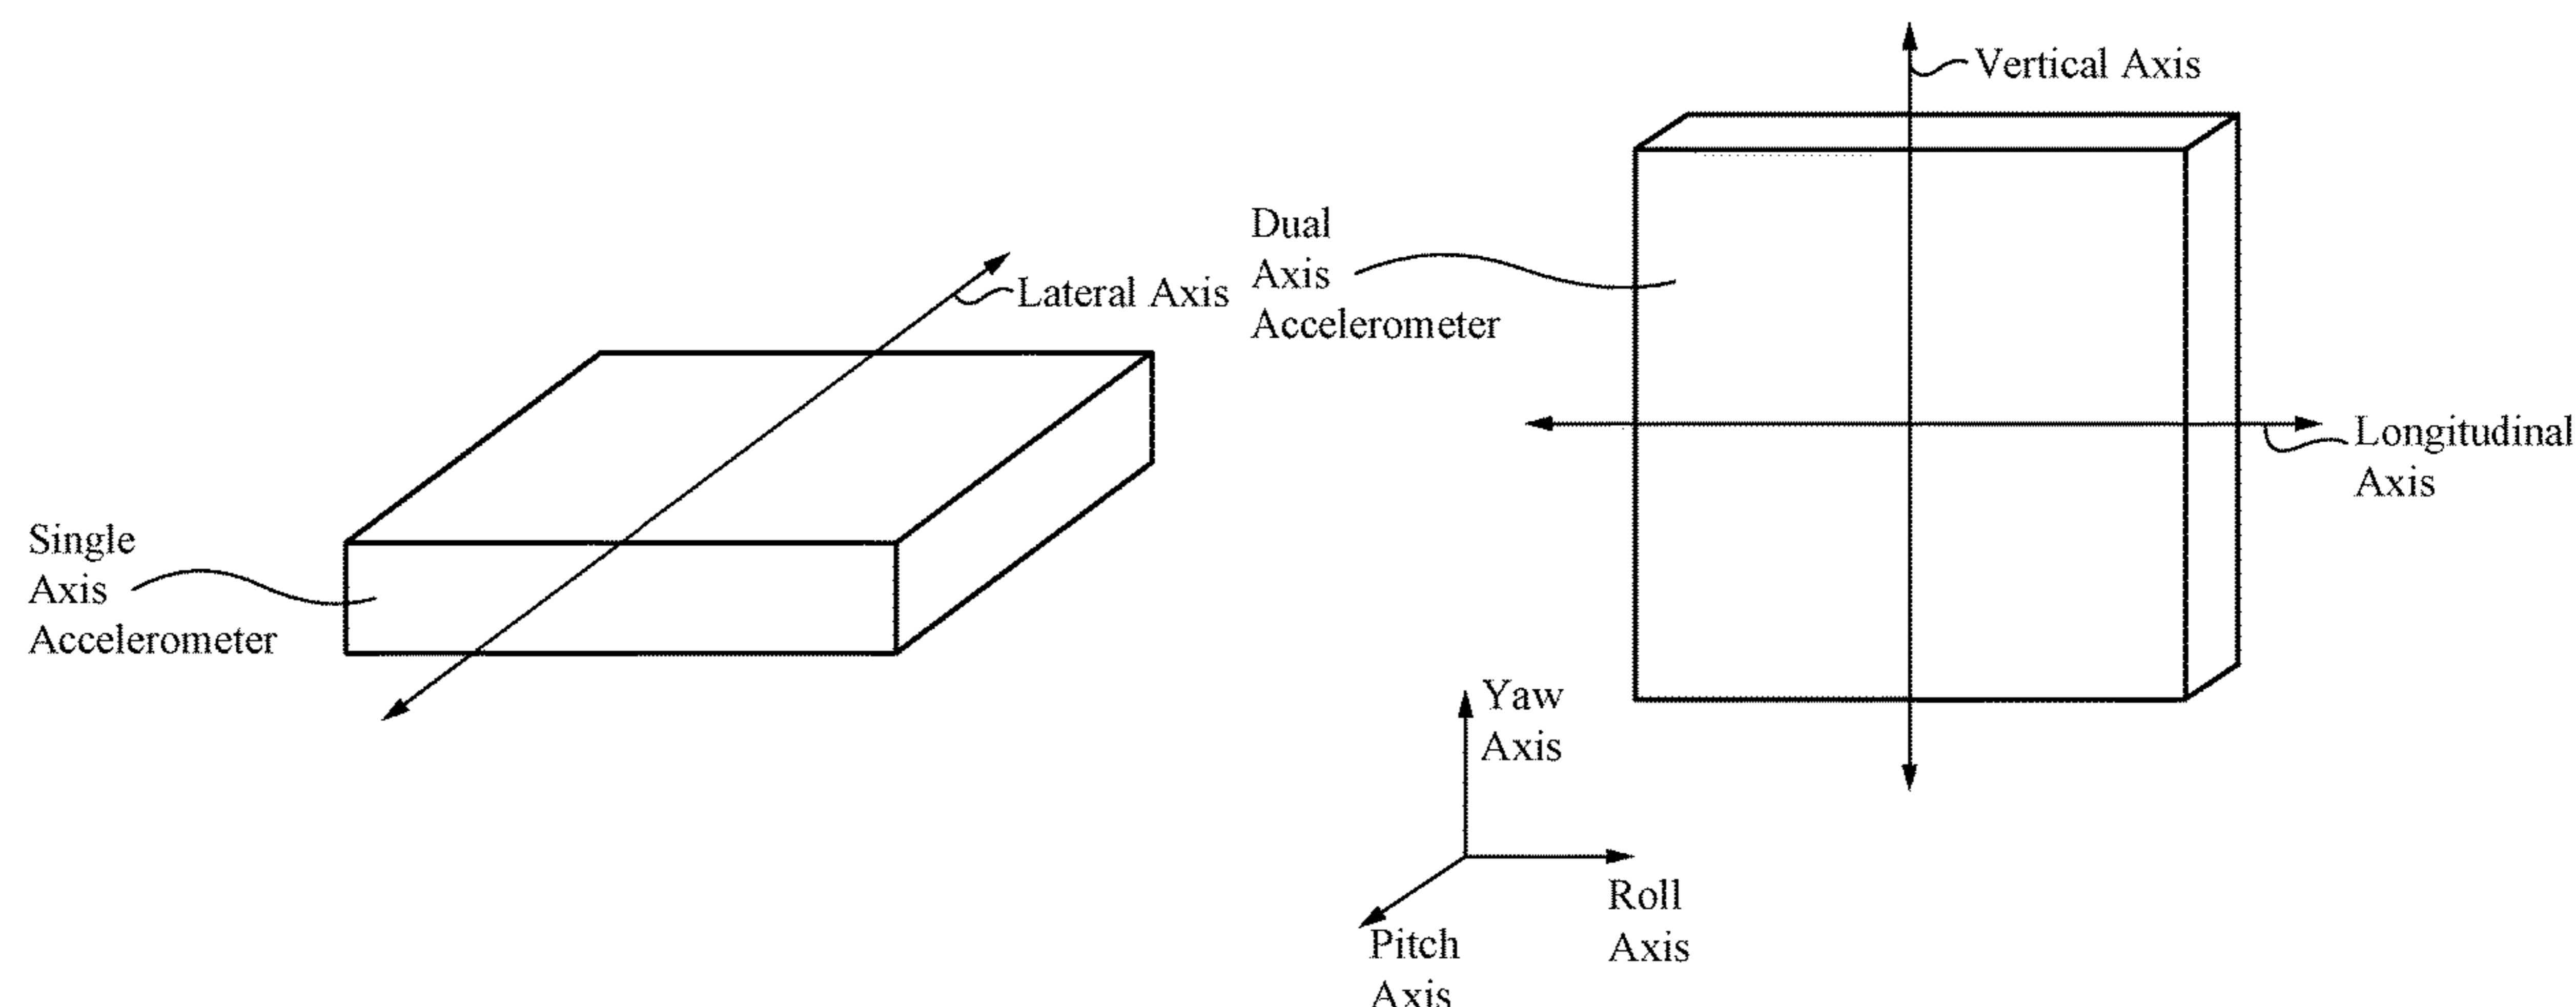 Vertical Axis
Dual
Axis
Accelerometer
Lateral Axis
Longitudinal
Axis
Single
Axis
Accelerometer
Yaw
Axis
Roll
Axis
Pitch
Axis